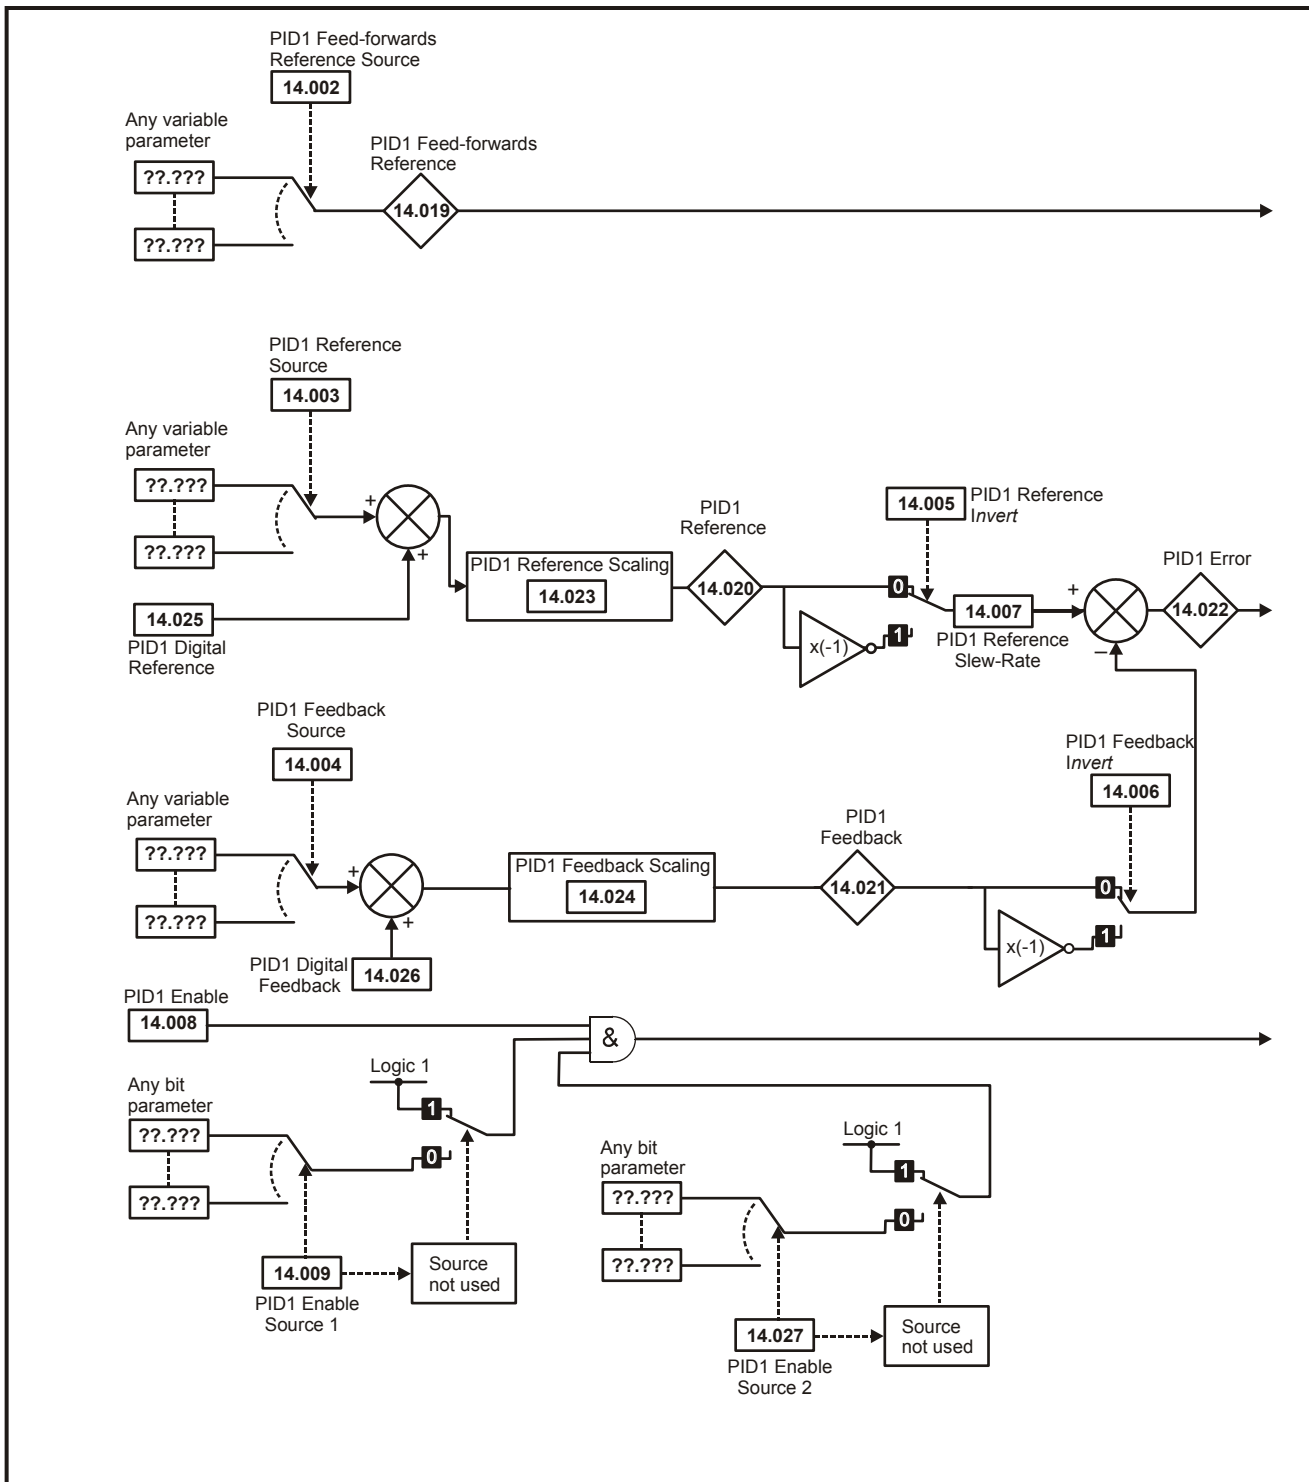 PID1 Feed-forwards
Reference Source
14.002
Any variable
parameter
??.???
??.???
PID1 Feed-forwards
Reference
14.019
PID1 Reference
Source
14.003
Any variable
parameter
??.???
??.???
+
+
14.025
PID1 Digital
Reference
PID1 Reference Scaling
14.023
PID1
Reference
14.020
x(-1)
0
1
14.005
PID1 Reference
Invert
14.007
PID1 Reference
Slew-Rate
+
–
PID1 Error
14.022
PID1 Feedback
Source
14.004
Any variable
parameter
??.???
??.???
+
+
PID1 Digital
Feedback
14.026
PID1 Feedback Scaling
14.024
PID1
Feedback
14.021
x(-1)
0
1
PID1 Feedback
Invert
14.006
PID1 Enable
14.008
&
Any bit
parameter
??.???
??.???
Logic 1
1
0
14.009
PID1 Enable
Source 1
Source
not used
Any bit
parameter
??.???
??.???
Logic 1
1
0
14.027
PID1 Enable
Source 2
Source
not used